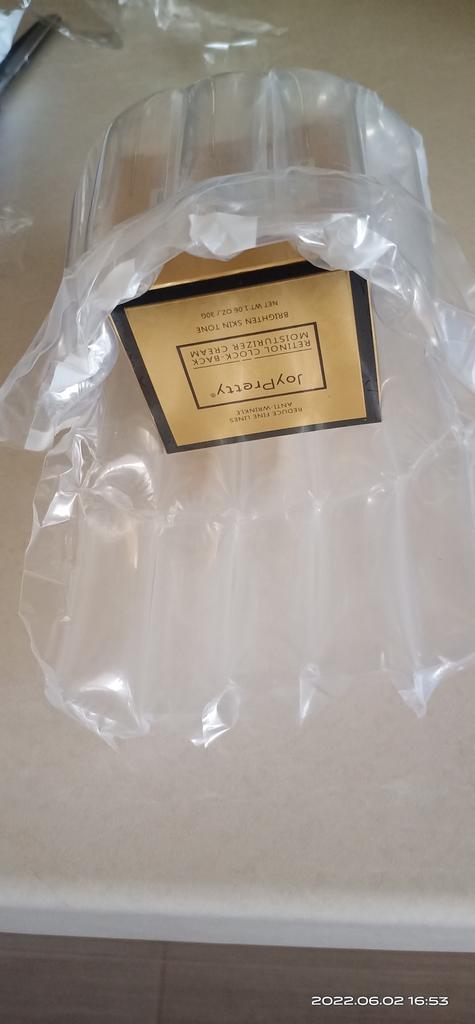 REDUCE FINE LINES
ANTI-WRINKLE
JoyPretty®
RETINOL CLOCK BACK
MOISTURIZER CREAM
BRIGHTEN SKIN TONE
NET WT 1.06 OZ / 30G
2022.06.02 16:53